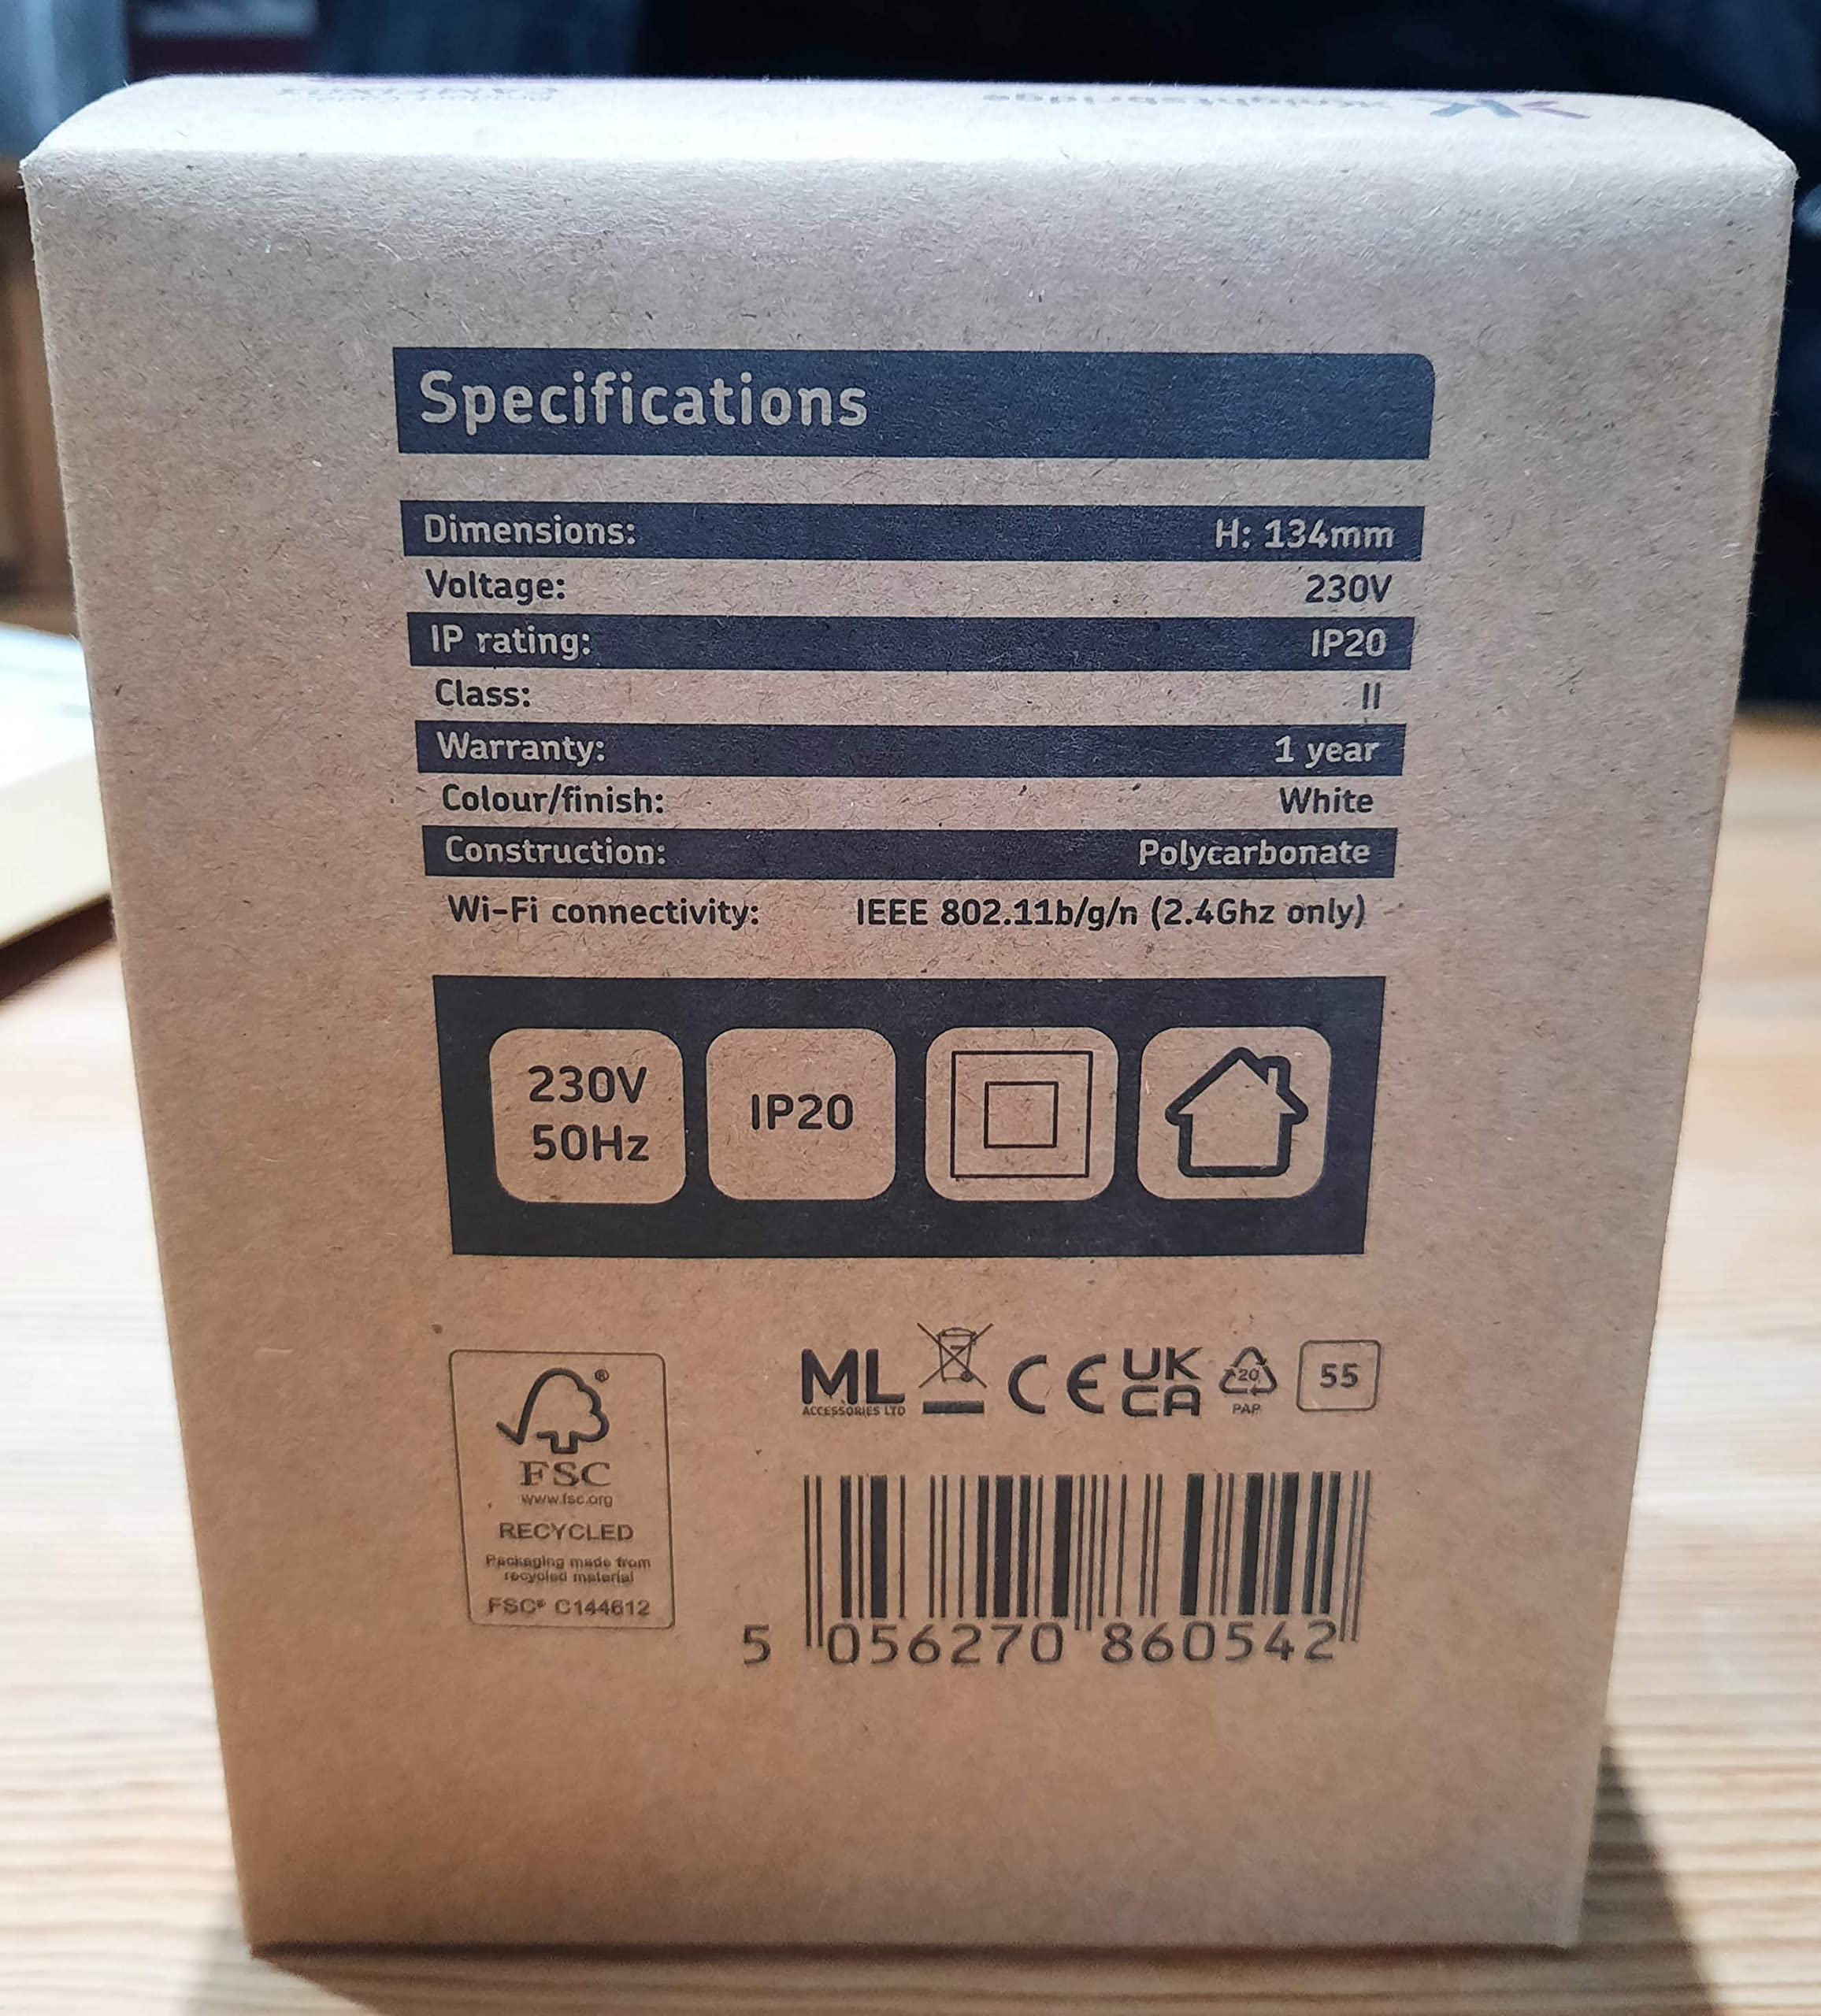 Knightsbridge
Specifications
Dimensions: H: 134mm
Voltage: 230V
IP rating: IP20
Class: II
Warranty: 1 year
Colour/finish: White
Construction: Polycarbonate
Wi-Fi connectivity: IEEE 802.11b/g/n (2.4Ghz only)
230V
50Hz
IP20
ML
ACCESSORIES LTD
CE
UK
CA
20
PAP
55
FSC
®
www.fsc.org
RECYCLED
Packaging made from
recycled material
FSC® C144612
5 056270 860542